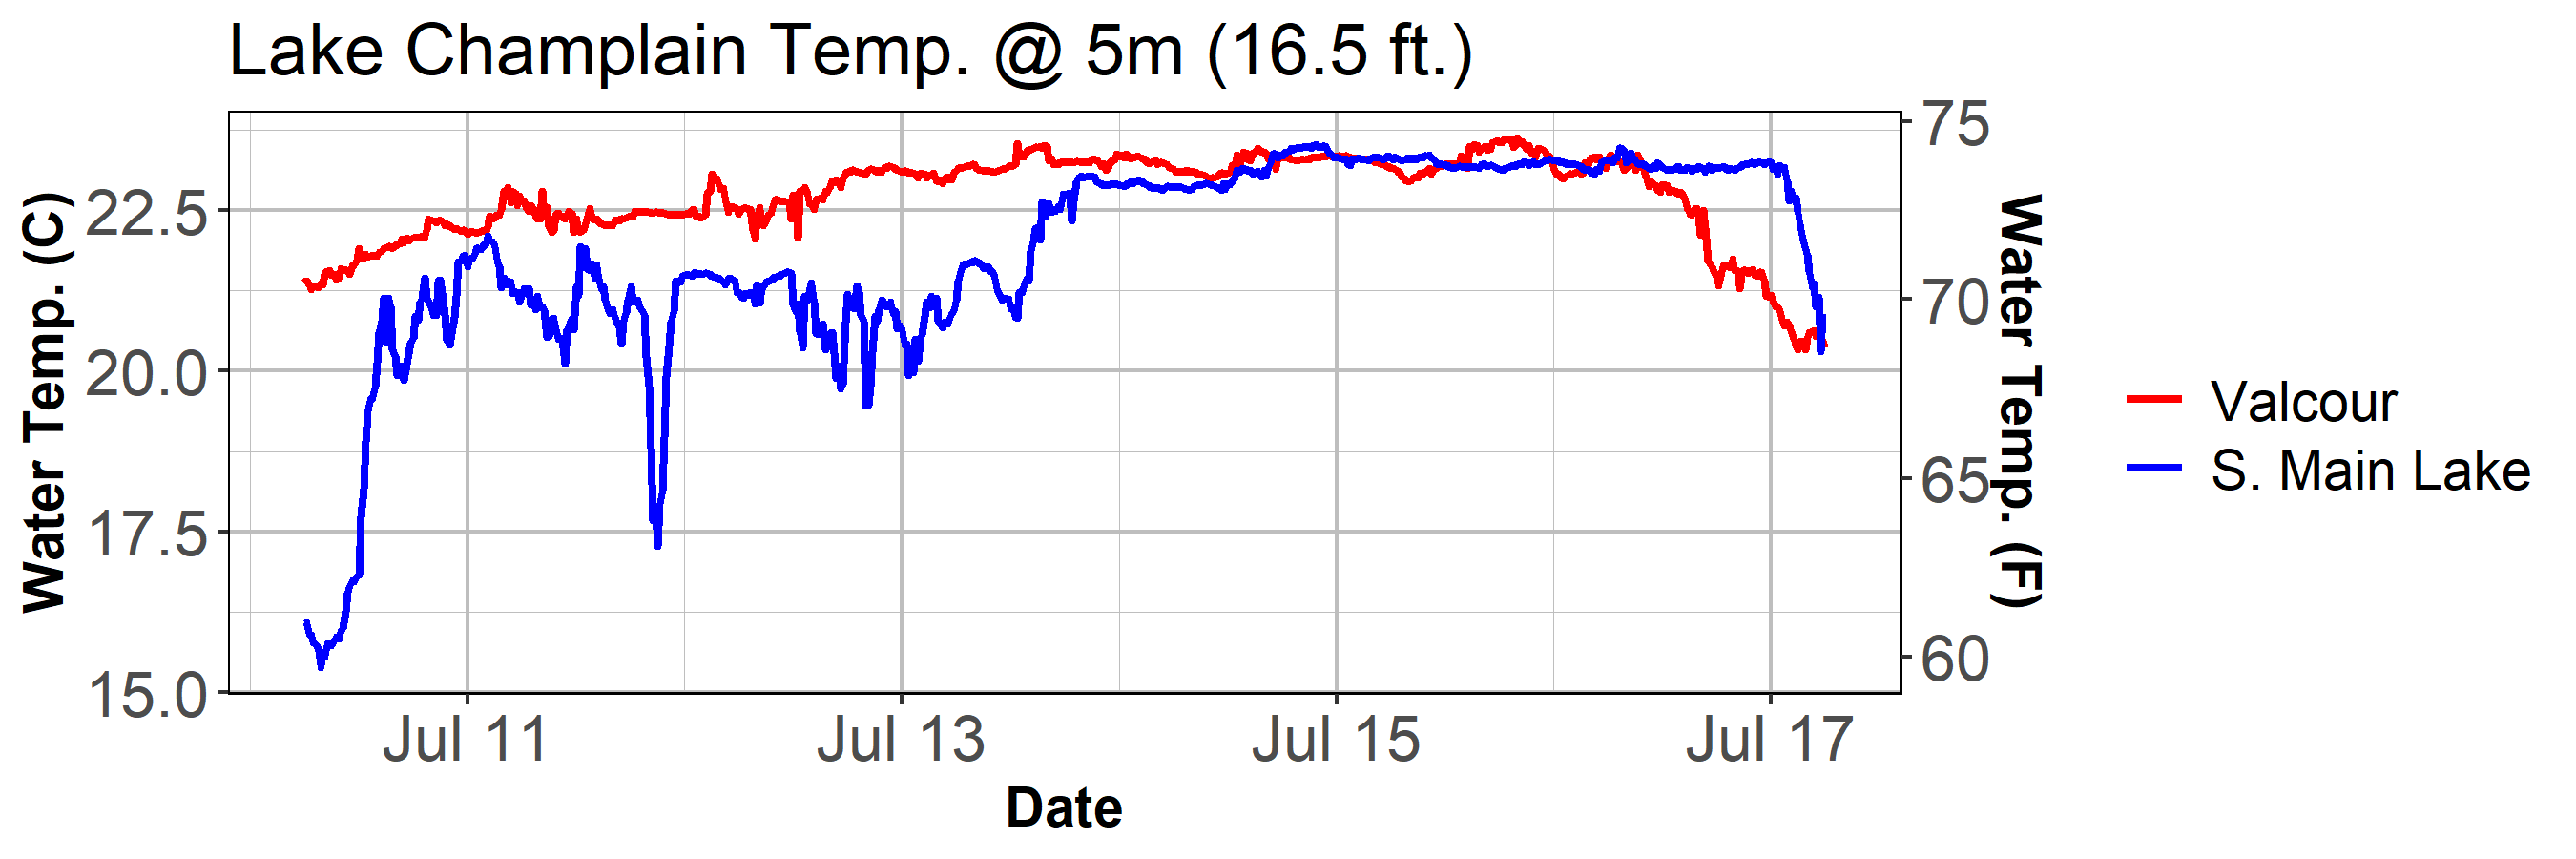 Lake Champlain Temp. @ 5m (16.5 ft.)
Water Temp. (C)
22.5
20.0
17.5
15.0
75
70
65
60
Water Temp. (F)
Jul 11
Jul 13
Jul 15
Jul 17
Date
Valcour
S. Main Lake